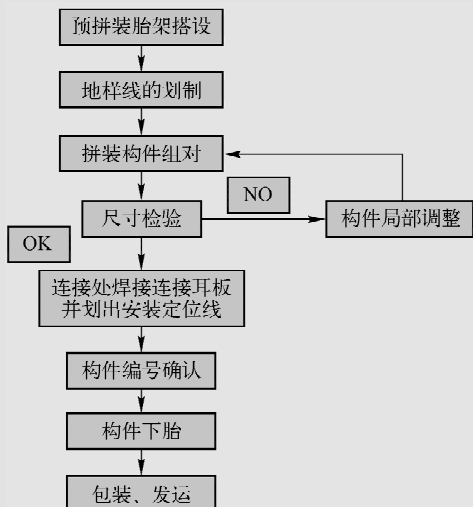 预拼装胎架搭设
地样线的划制
拼装构件组对
NO
尺寸检验
构件局部调整
OK
连接处焊接连接耳板
并划出安装定位线
构件编号确认
构件下胎
包装、发运